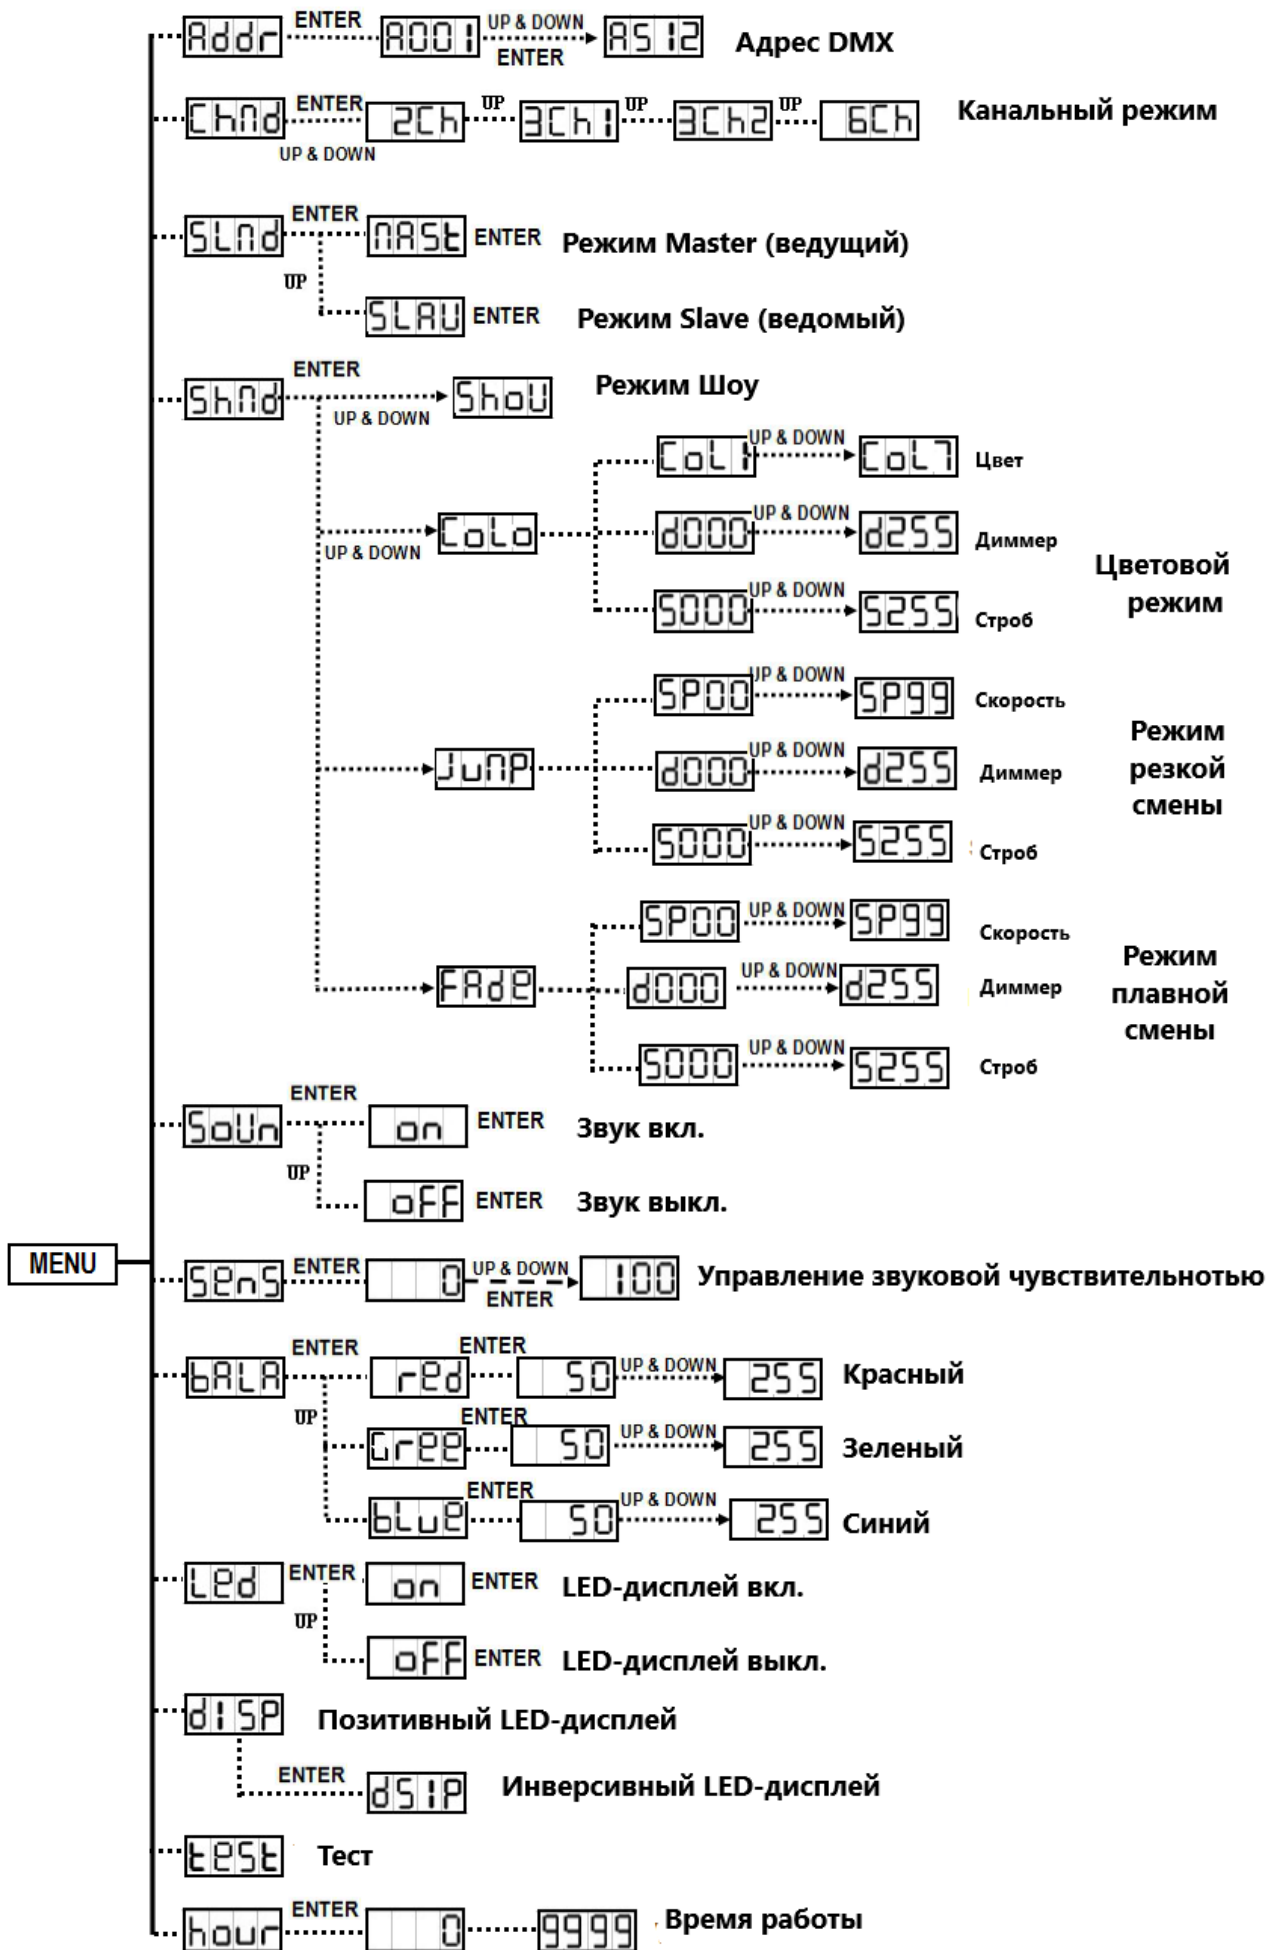 Addr ENTER A001 UP & DOWN ENTER A512 Адрес DMX
ChMd ENTER UP & DOWN 2Ch UP 3Ch1 UP 3Ch2 UP 6Ch Канальный режим
SLMd ENTER MASt ENTER Режим Master (ведущий)
UP SLAU ENTER Режим Slave (ведомый)
ShMd ENTER UP & DOWN ShoU Режим Шоу
UP & DOWN CoLo
CoL1 UP & DOWN CoL7 Цвет
d000 UP & DOWN d255 Диммер
S000 UP & DOWN S255 Строб
Цветовой
режим
JuMP
SP00 UP & DOWN SP99 Скорость
d000 UP & DOWN d255 Диммер
S000 UP & DOWN S255 Строб
Режим
резкой
смены
FAde
SP00 UP & DOWN SP99 Скорость
d000 UP & DOWN d255 Диммер
S000 UP & DOWN S255 Строб
Режим
плавной
смены
SoUn ENTER on ENTER Звук вкл.
UP oFF ENTER Звук выкл.
MENU
SenS ENTER 0 UP & DOWN ENTER 100 Управление звуковой чувствительнотью
bALA ENTER red ENTER 50 UP & DOWN 255 Красный
UP Gree ENTER 50 UP & DOWN 255 Зеленый
bLue ENTER 50 UP & DOWN 255 Синий
Led ENTER on ENTER LED-дисплей вкл.
UP oFF ENTER LED-дисплей выкл.
dISP Позитивный LED-дисплей
ENTER dSIP Инверсивный LED-дисплей
teSt Тест
hour ENTER 0 9999 Время работы